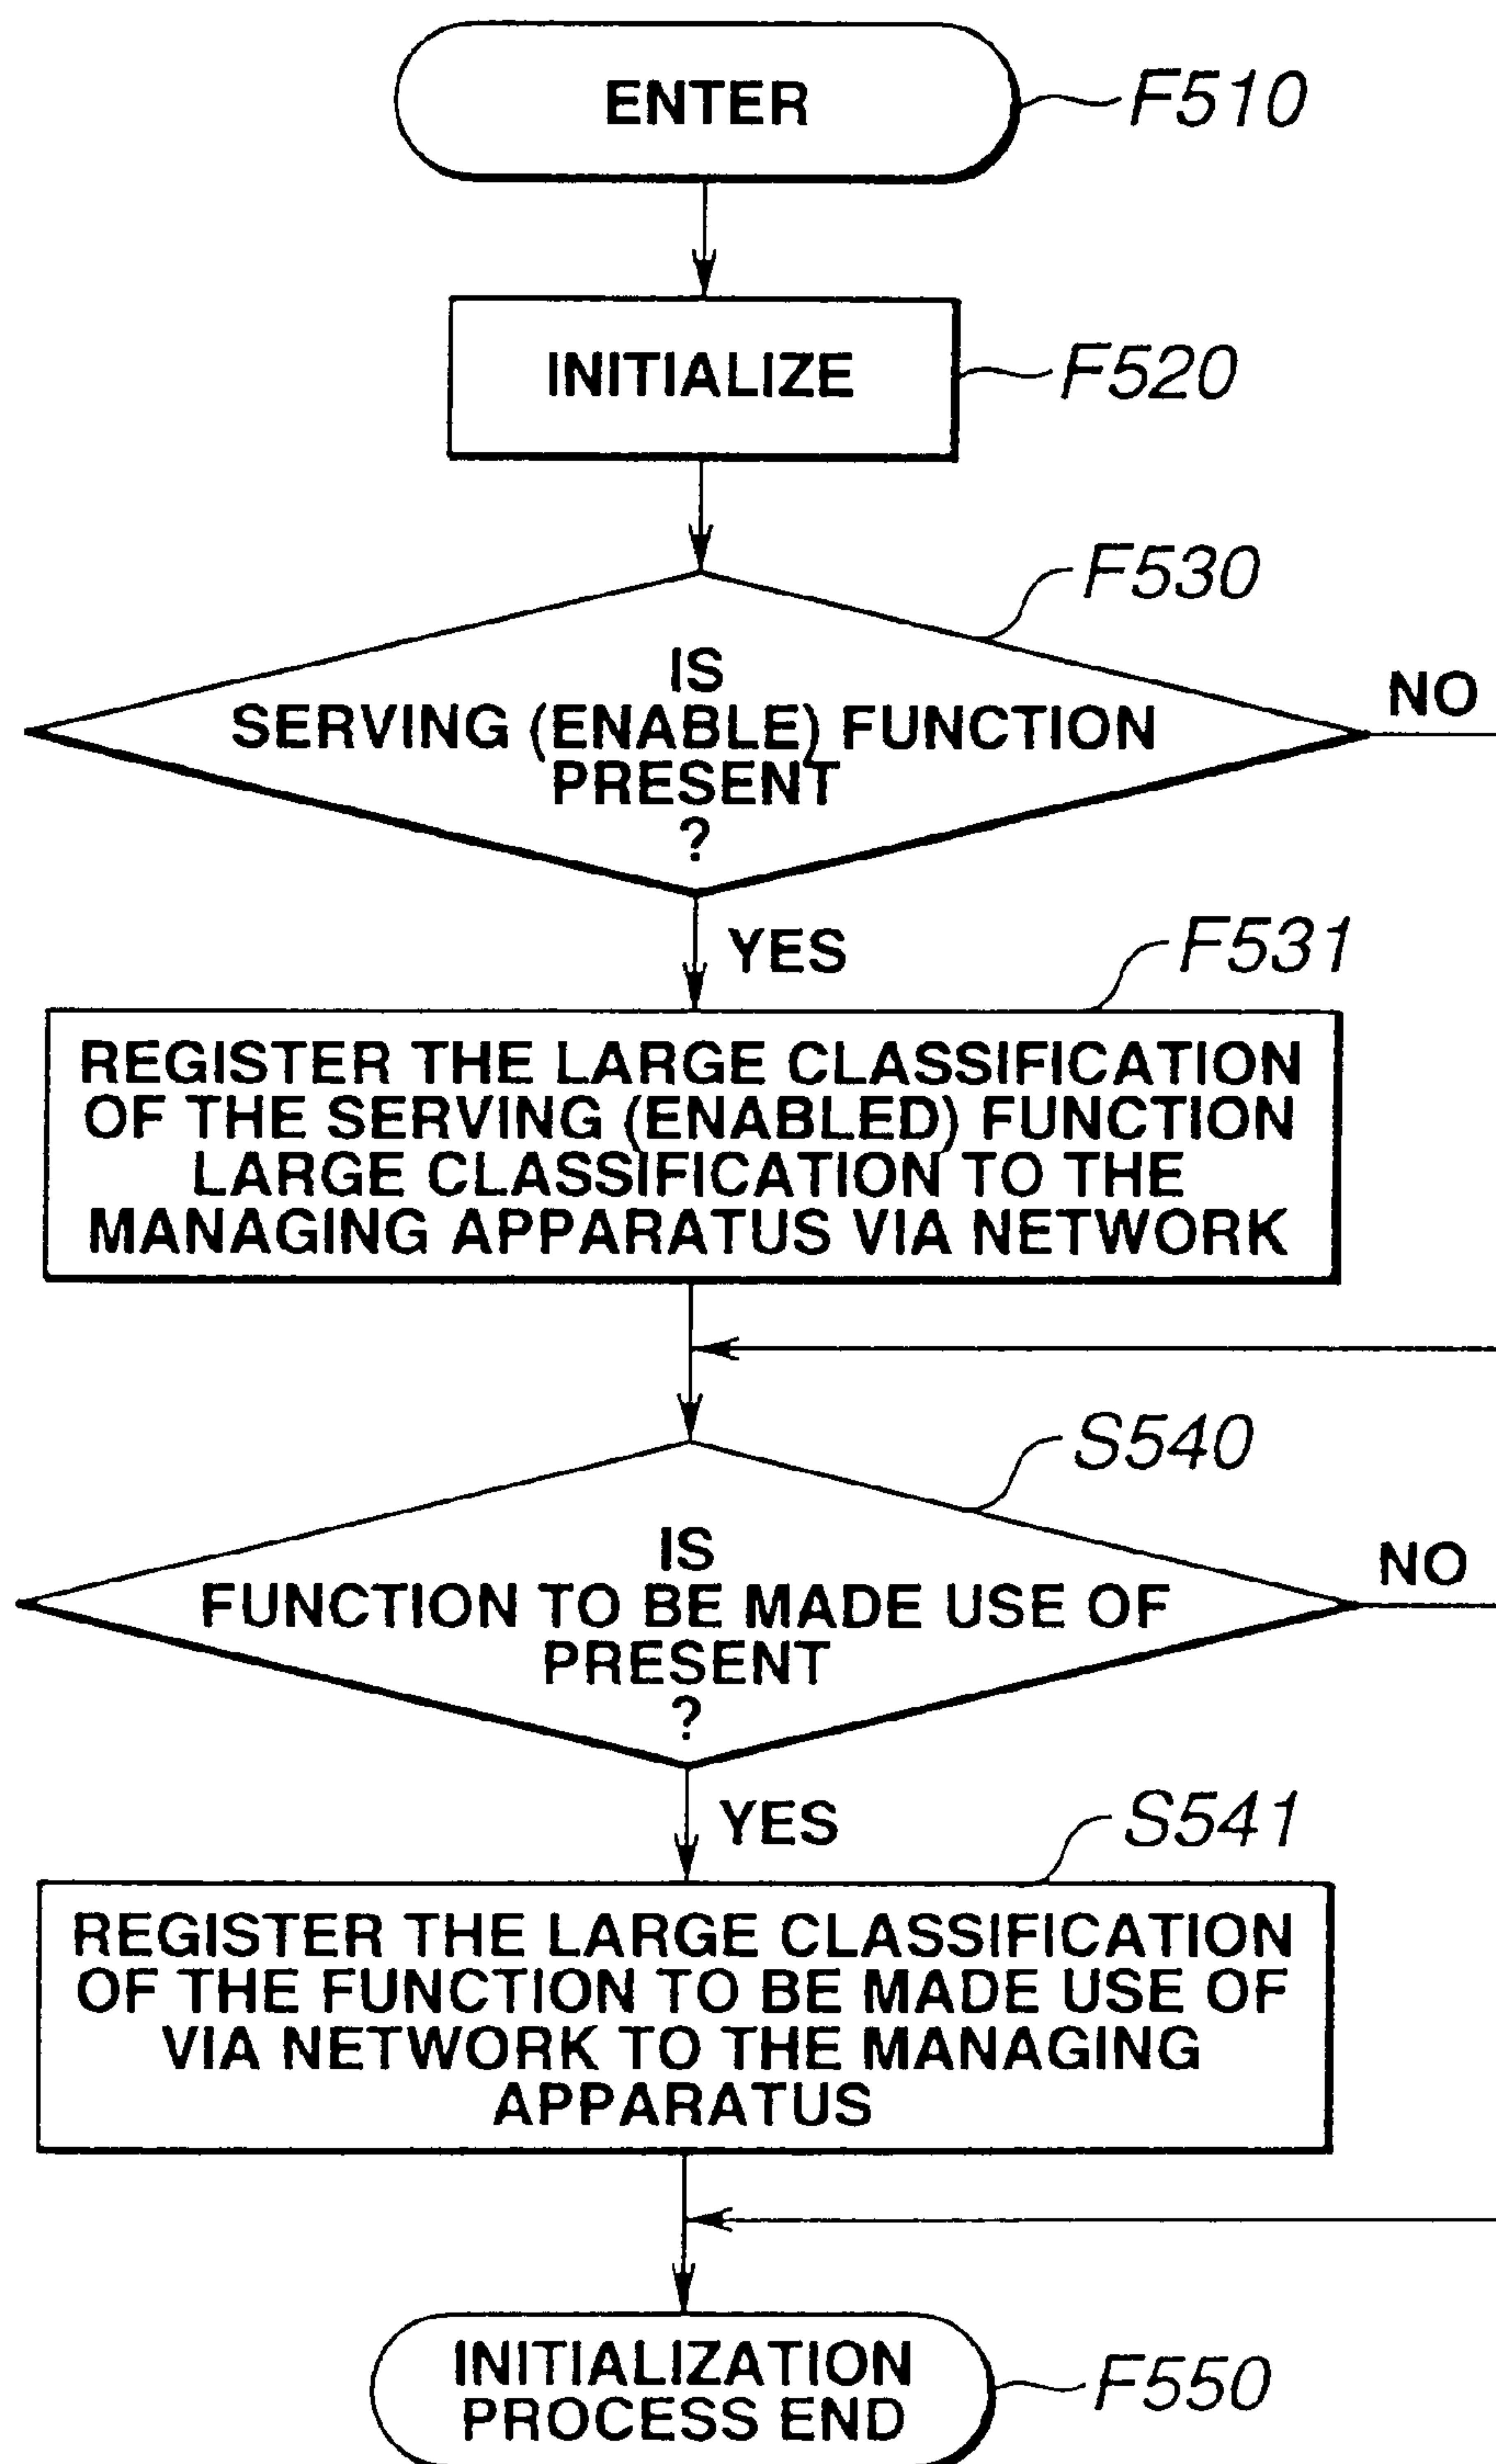 ENTER
F510
INITIALIZE
F520
F530
IS
SERVING (ENABLE) FUNCTION
PRESENT
?
NO
YES
F531
REGISTER THE LARGE CLASSIFICATION
OF THE SERVING (ENABLED) FUNCTION
LARGE CLASSIFICATION TO THE
MANAGING APPARATUS VIA NETWORK
S540
IS
FUNCTION TO BE MADE USE OF
PRESENT
?
NO
YES
S541
REGISTER THE LARGE CLASSIFICATION
OF THE FUNCTION TO BE MADE USE OF
VIA NETWORK TO THE MANAGING
APPARATUS
INITIALIZATION
PROCESS END
F550